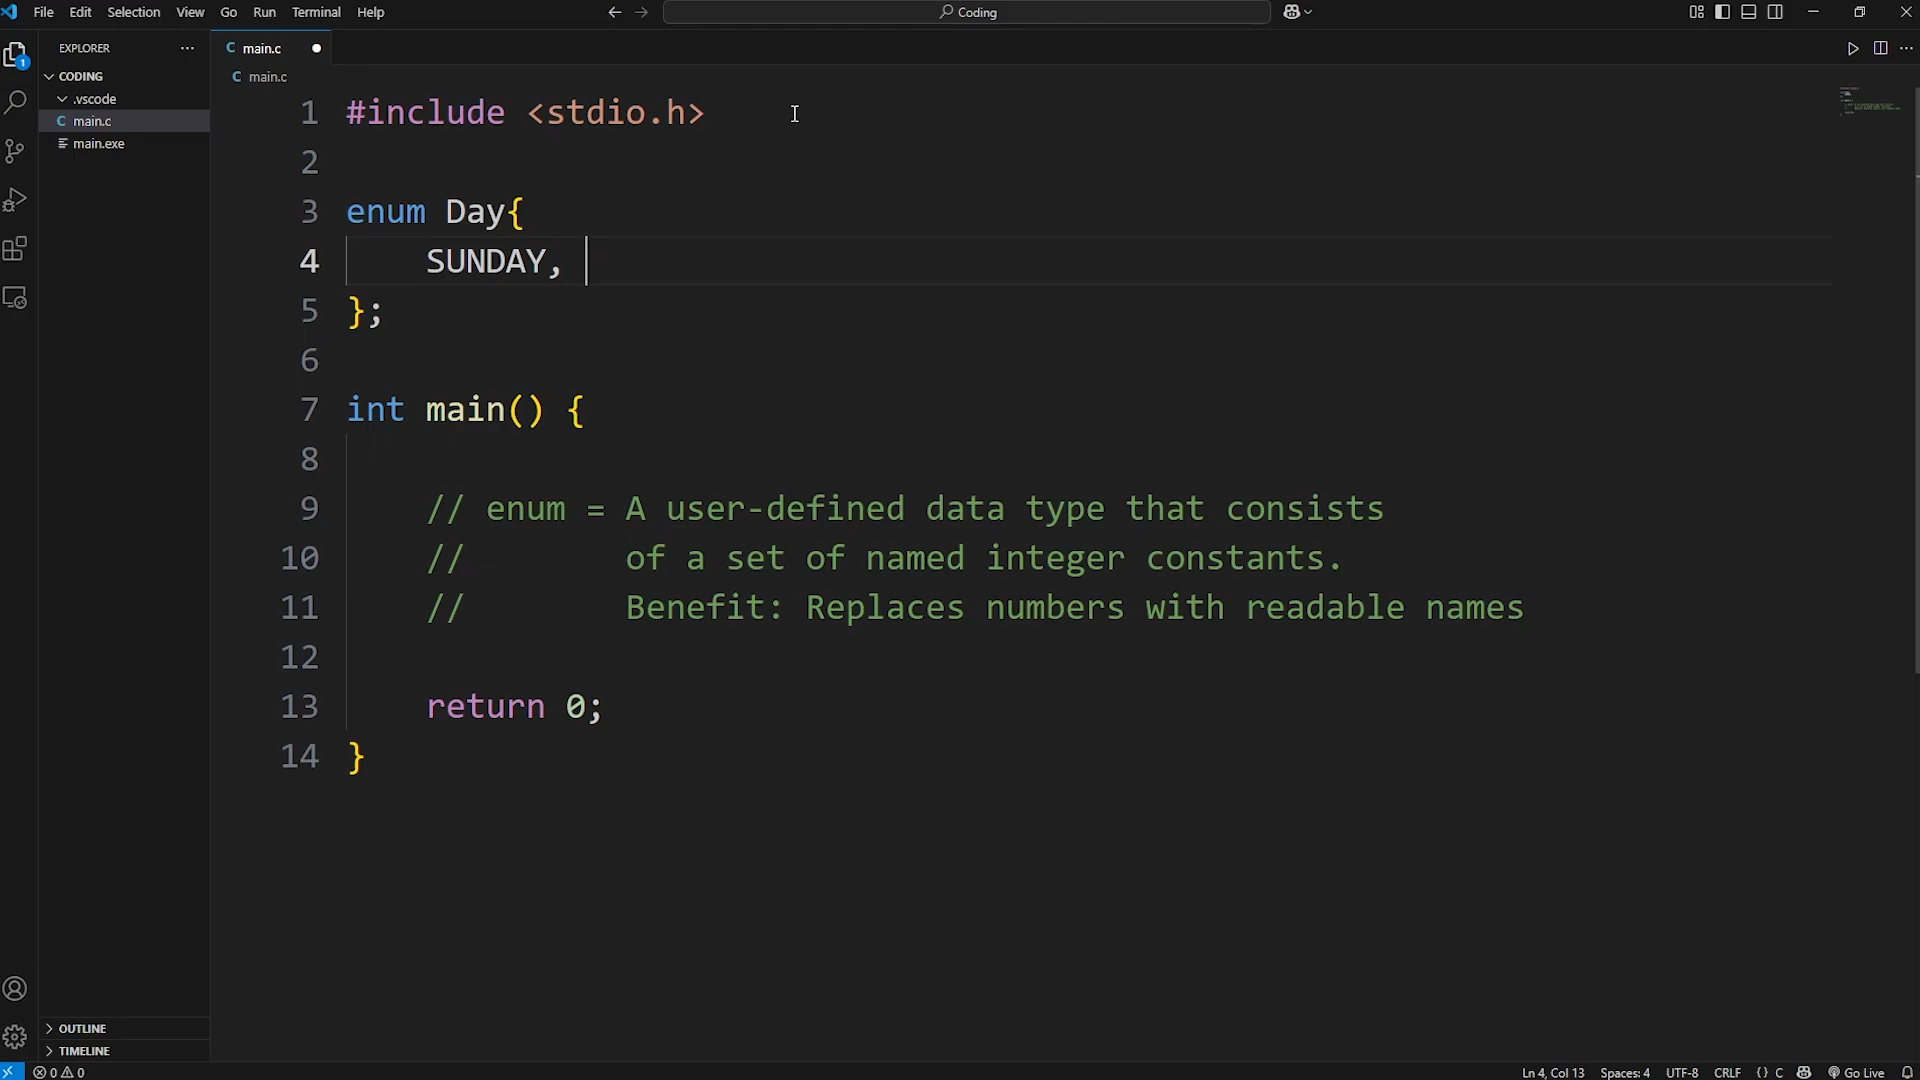 File Edit Selection View Go Run Terminal Help
Coding
EXPLORER
CODING
.vscode
C main.c
main.exe
OUTLINE
TIMELINE
1
C main.c
C main.c
1 #include <stdio.h>
2
3 enum Day{
4 SUNDAY,
5 };
6
7 int main() {
8
9 // enum = A user-defined data type that consists
10 // of a set of named integer constants.
11 // Benefit: Replaces numbers with readable names
12
13 return 0;
14 }
0 0 Ln 4, Col 13 Spaces: 4 UTF-8 CRLF {} C Go Live